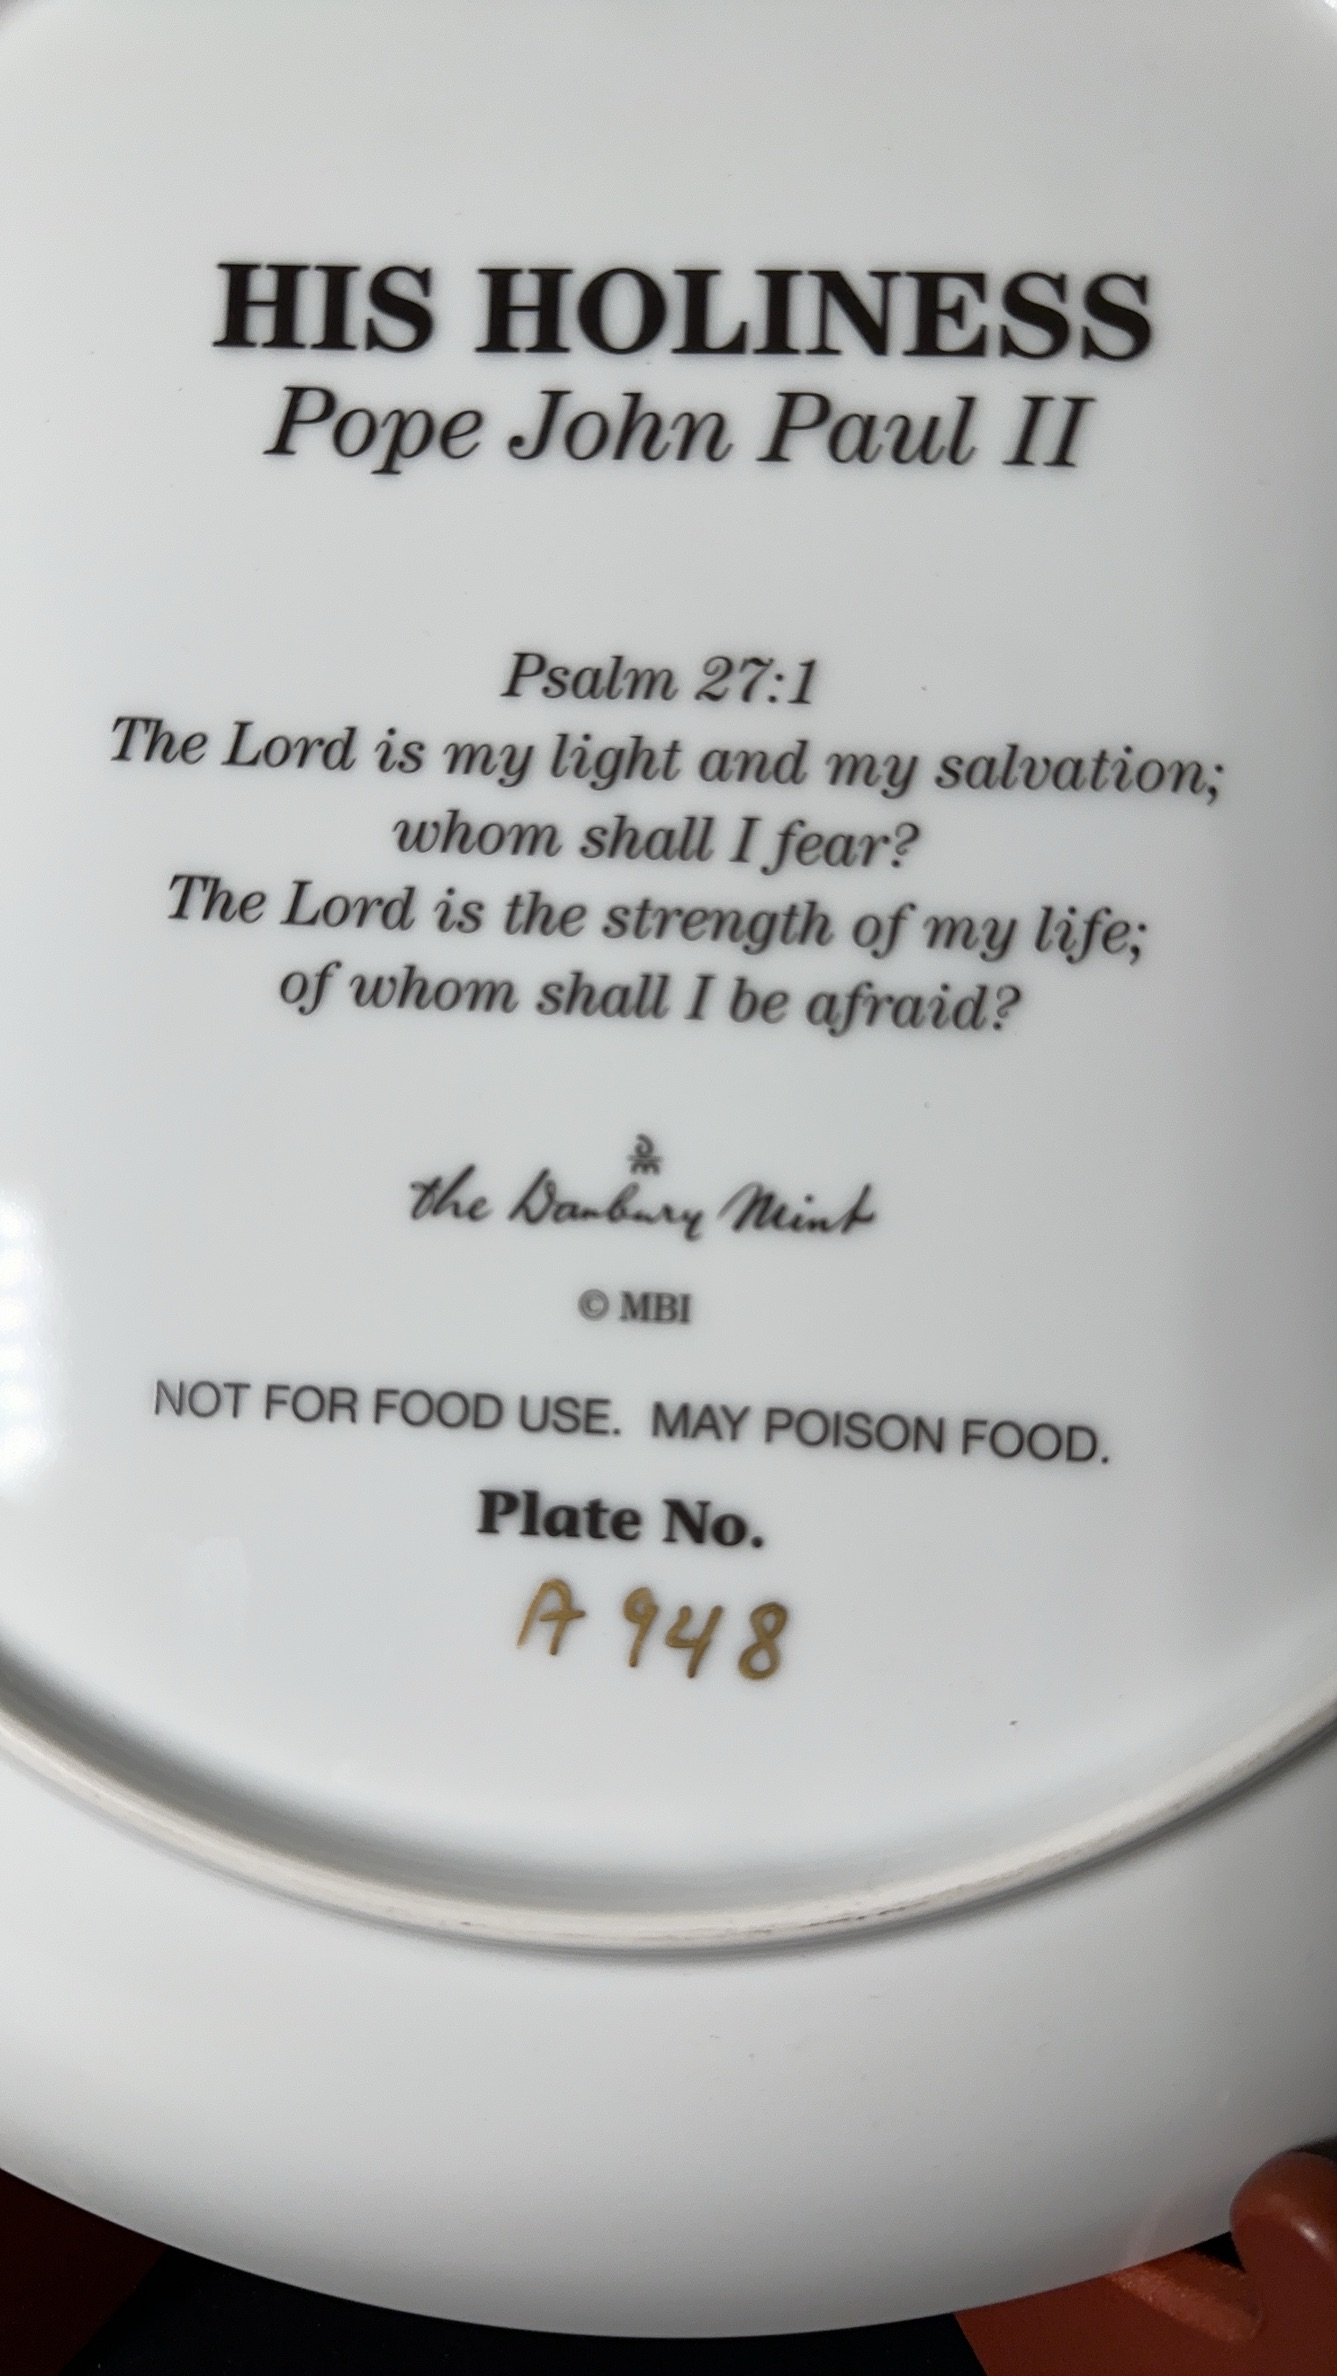 HIS HOLINESS
Pope John Paul II
Psalm 27:1
The Lord is my light and my salvation;
whom shall I fear?
The Lord is the strength of my life;
of whom shall I be afraid?
the Danbury Mint
© MBI
NOT FOR FOOD USE. MAY POISON FOOD.
Plate No.
A 948